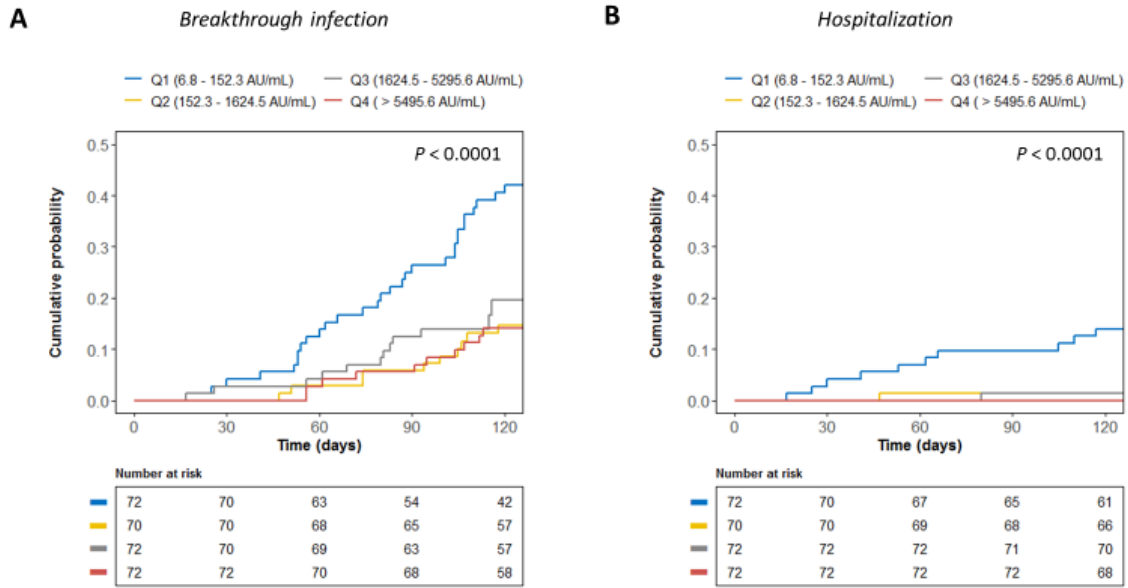 A
Breakthrough infection
Q1 (6.8 - 152.3 AU/mL)
Q3 (1624.5 - 5295.6 AU/mL)
Q2 (152.3 - 1624.5 AU/mL)
Q4 ( > 5495.6 AU/mL)
P < 0.0001
Cumulative probability
0.5
0.4
0.3
0.2
0.1
0.0
0 30 60 90 120
Time (days)
Number at risk
72 70 63 54 42
70 70 68 65 57
72 70 69 63 57
72 72 70 68 58
B
Hospitalization
Q1 (6.8 - 152.3 AU/mL)
Q3 (1624.5 - 5295.6 AU/mL)
Q2 (152.3 - 1624.5 AU/mL)
Q4 ( > 5495.6 AU/mL)
P < 0.0001
Cumulative probability
0.5
0.4
0.3
0.2
0.1
0.0
0 30 60 90 120
Time (days)
Number at risk
72 70 67 65 61
70 70 69 68 66
72 72 72 71 70
72 72 72 72 68